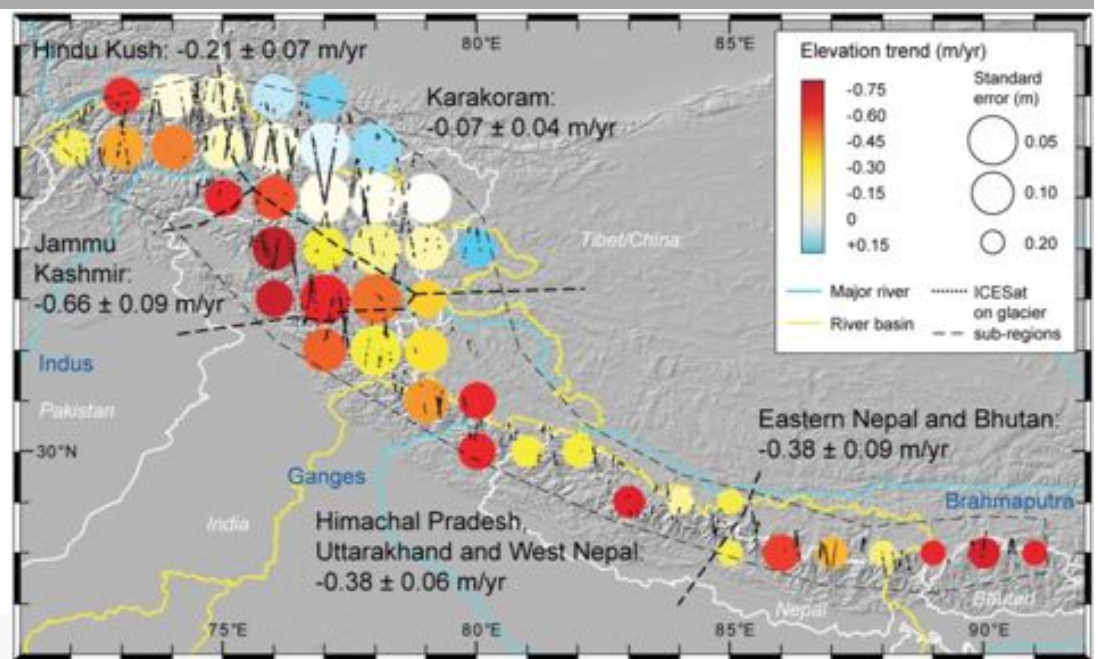 80°E
85°E
Hindu Kush: -0.21 ± 0.07 m/yr
Karakoram:
-0.07 ± 0.04 m/yr
Elevation trend (m/yr)
-0.75
-0.60
-0.45
-0.30
-0.15
0
+0.15
Standard
error (m)
0.05
0.10
0.20
Major river
River basin
ICESat
on glacier
sub-regions
Tibet/China
Jammu
Kashmir:
-0.66 ± 0.09 m/yr
Indus
Pakistan
30°N
Ganges
India
Eastern Nepal and Bhutan:
-0.38 ± 0.09 m/yr
Brahmaputra
Himachal Pradesh,
Uttarakhand and West Nepal:
-0.38 ± 0.06 m/yr
Nepal
Bhutan
75°E
80°E
85°E
90°E